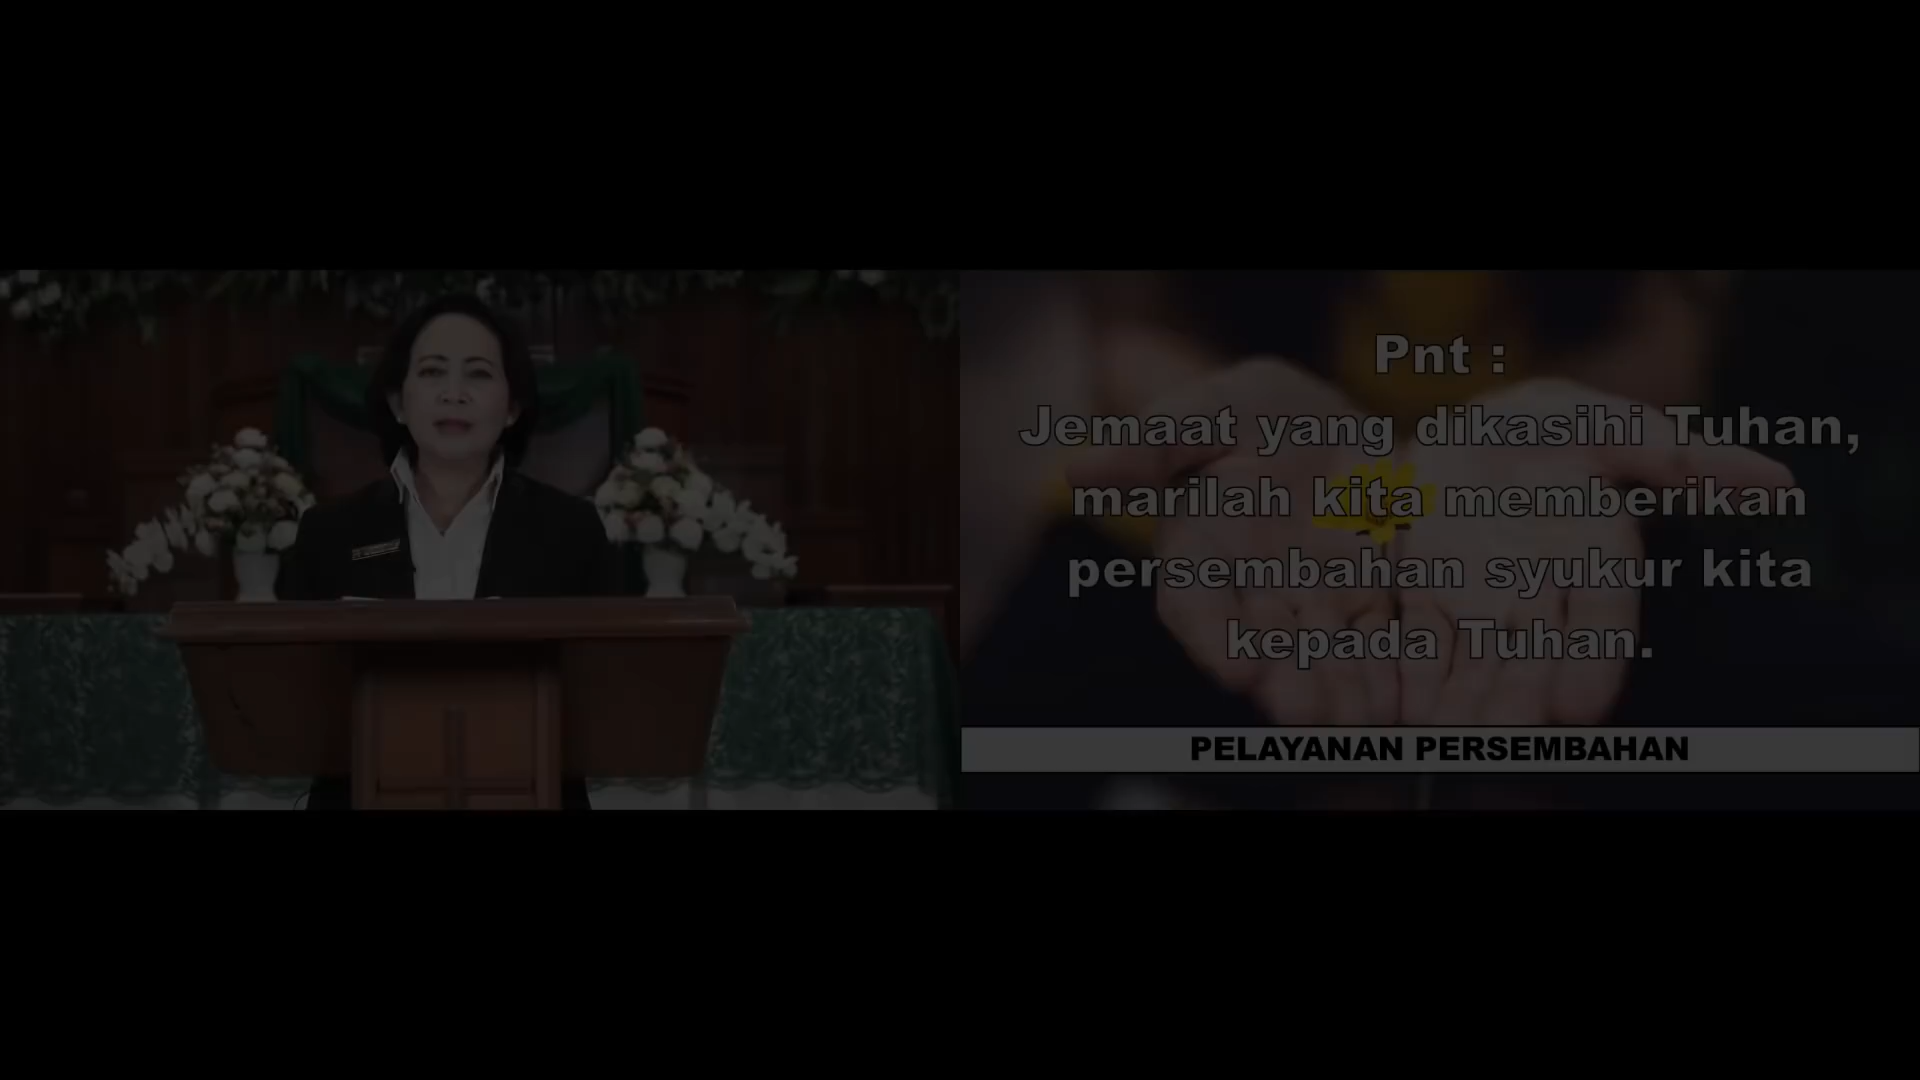 Pnt :
Jemaat yang dikasihi Tuhan,
marilah kita memberikan
persembahan syukur kita
kepada Tuhan.
PELAYANAN PERSEMBAHAN